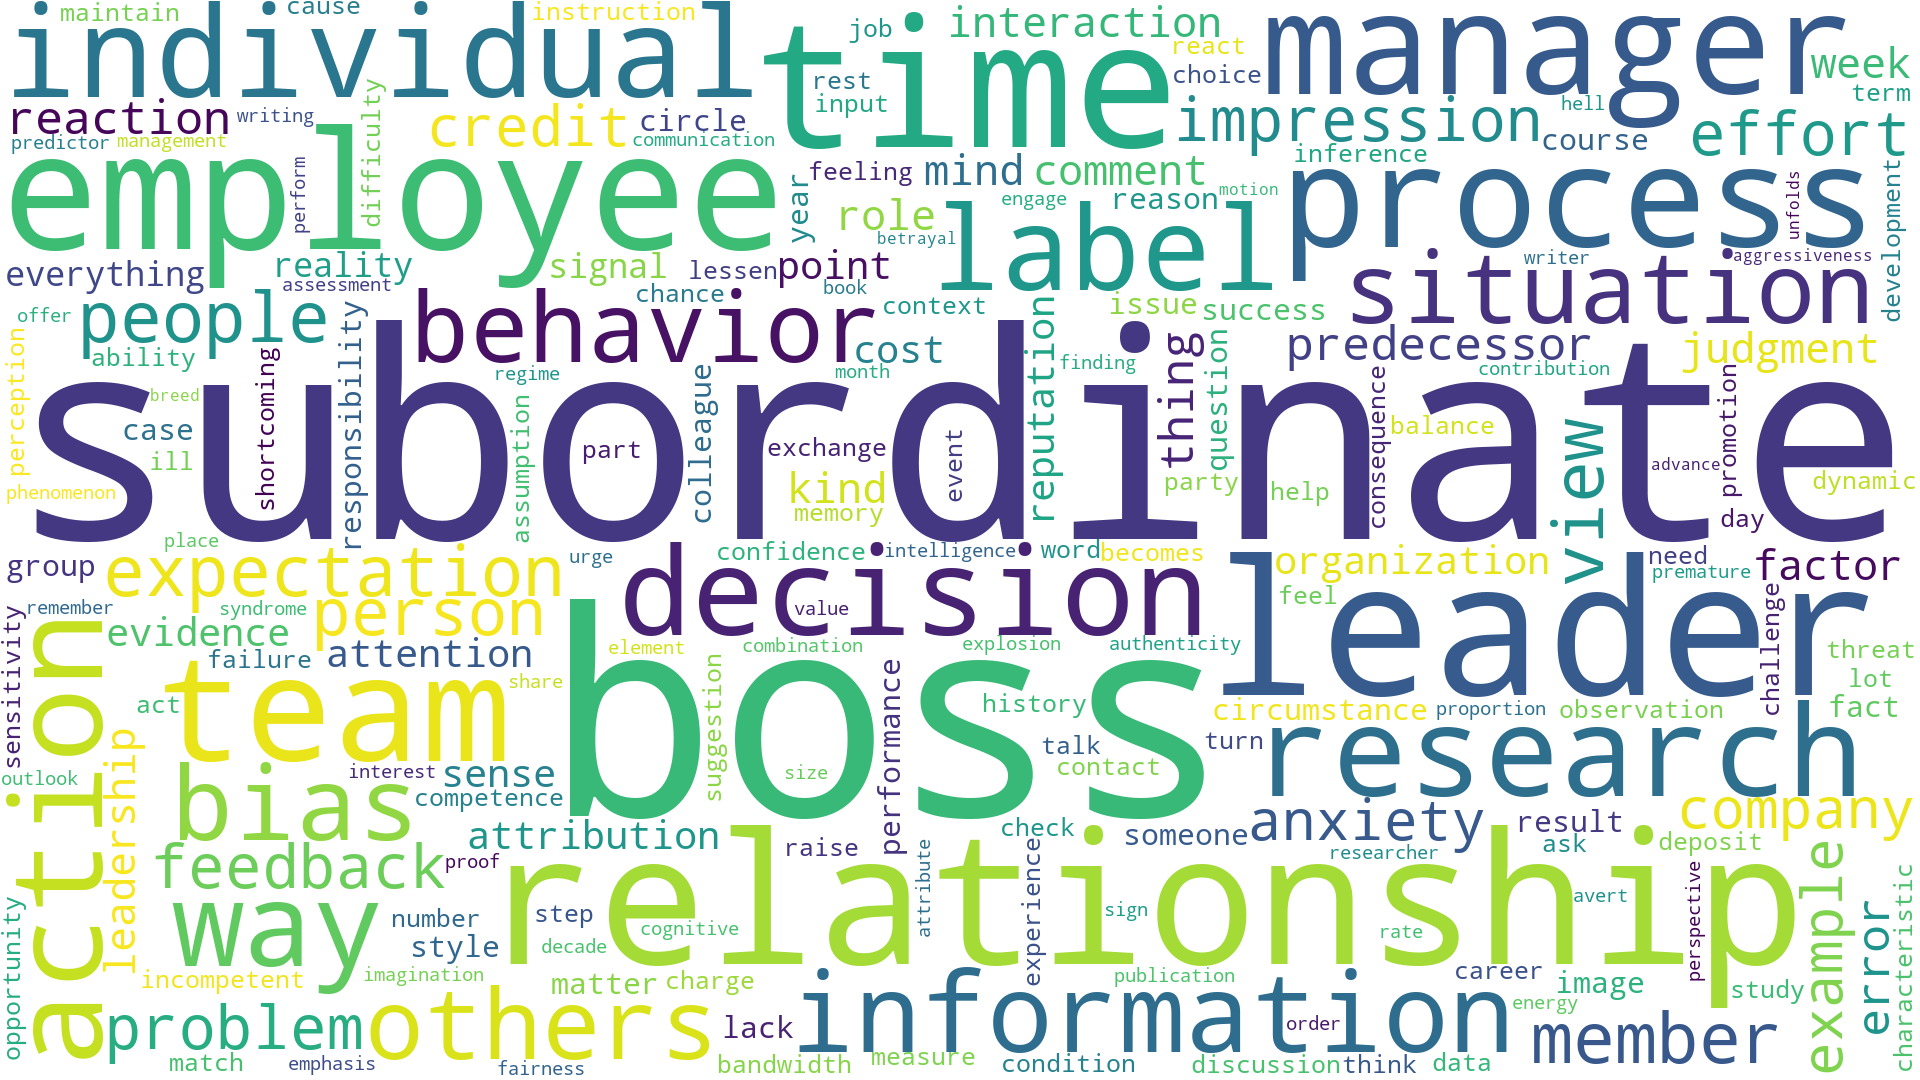 maintain
cause
instruction
individual
time
job
interaction
manager
react
choice
week
term
rest
input
reaction
writing
difficulty
credit
circle
communication
impression
hell
course
effort
predictor
management
employee
perform
year
feeling
mind
comment
inference
process
unfolds
development
role
engage
reason
motion
betrayal
label
everything
reality
assessment
signal
lessen
point
chance
book
context
situation
writer
aggressiveness
offer
people
ability
responsibility
behavior
cost
reputation
issue
success
predecessor
judgment
perception
breed
shortcoming
regime
month
finding
thing
question
contribution
promotion
subordinate
case
ill
assumption
colleague
part
exchange
event
kind
memory
party
help
consequence
balance
view
advance
day
dynamic
phenomenon
place
group
expectation
urge
confidence
intelligence
word
becomes
organization
need
premature
factor
remember
syndrome
person
decision
value
feel
leader
challenge
sensitivity
evidence
failure
attention
element
combination
explosion
authenticity
threat
lot
fact
action
act
team
share
boss
suggestion
performance
history
circumstance
proportion
observation
leadership
outlook
bias
interest
sense
competence
size
talk
contact
turn
research
attribution
raise
check
someone
anxiety
result
ask
company
deposit
feedback
proof
relationship
researcher
attribute
experience
example
characteristic
opportunity
way
number
style
step
decade
cognitive
sign
avert
rate
perspective
error
incompetent
imagination
matter
charge
publication
career
energy
image
study
problem
others
lack
information
order
member
match
emphasis
fairness
bandwidth
measure
condition
discussion
think
data